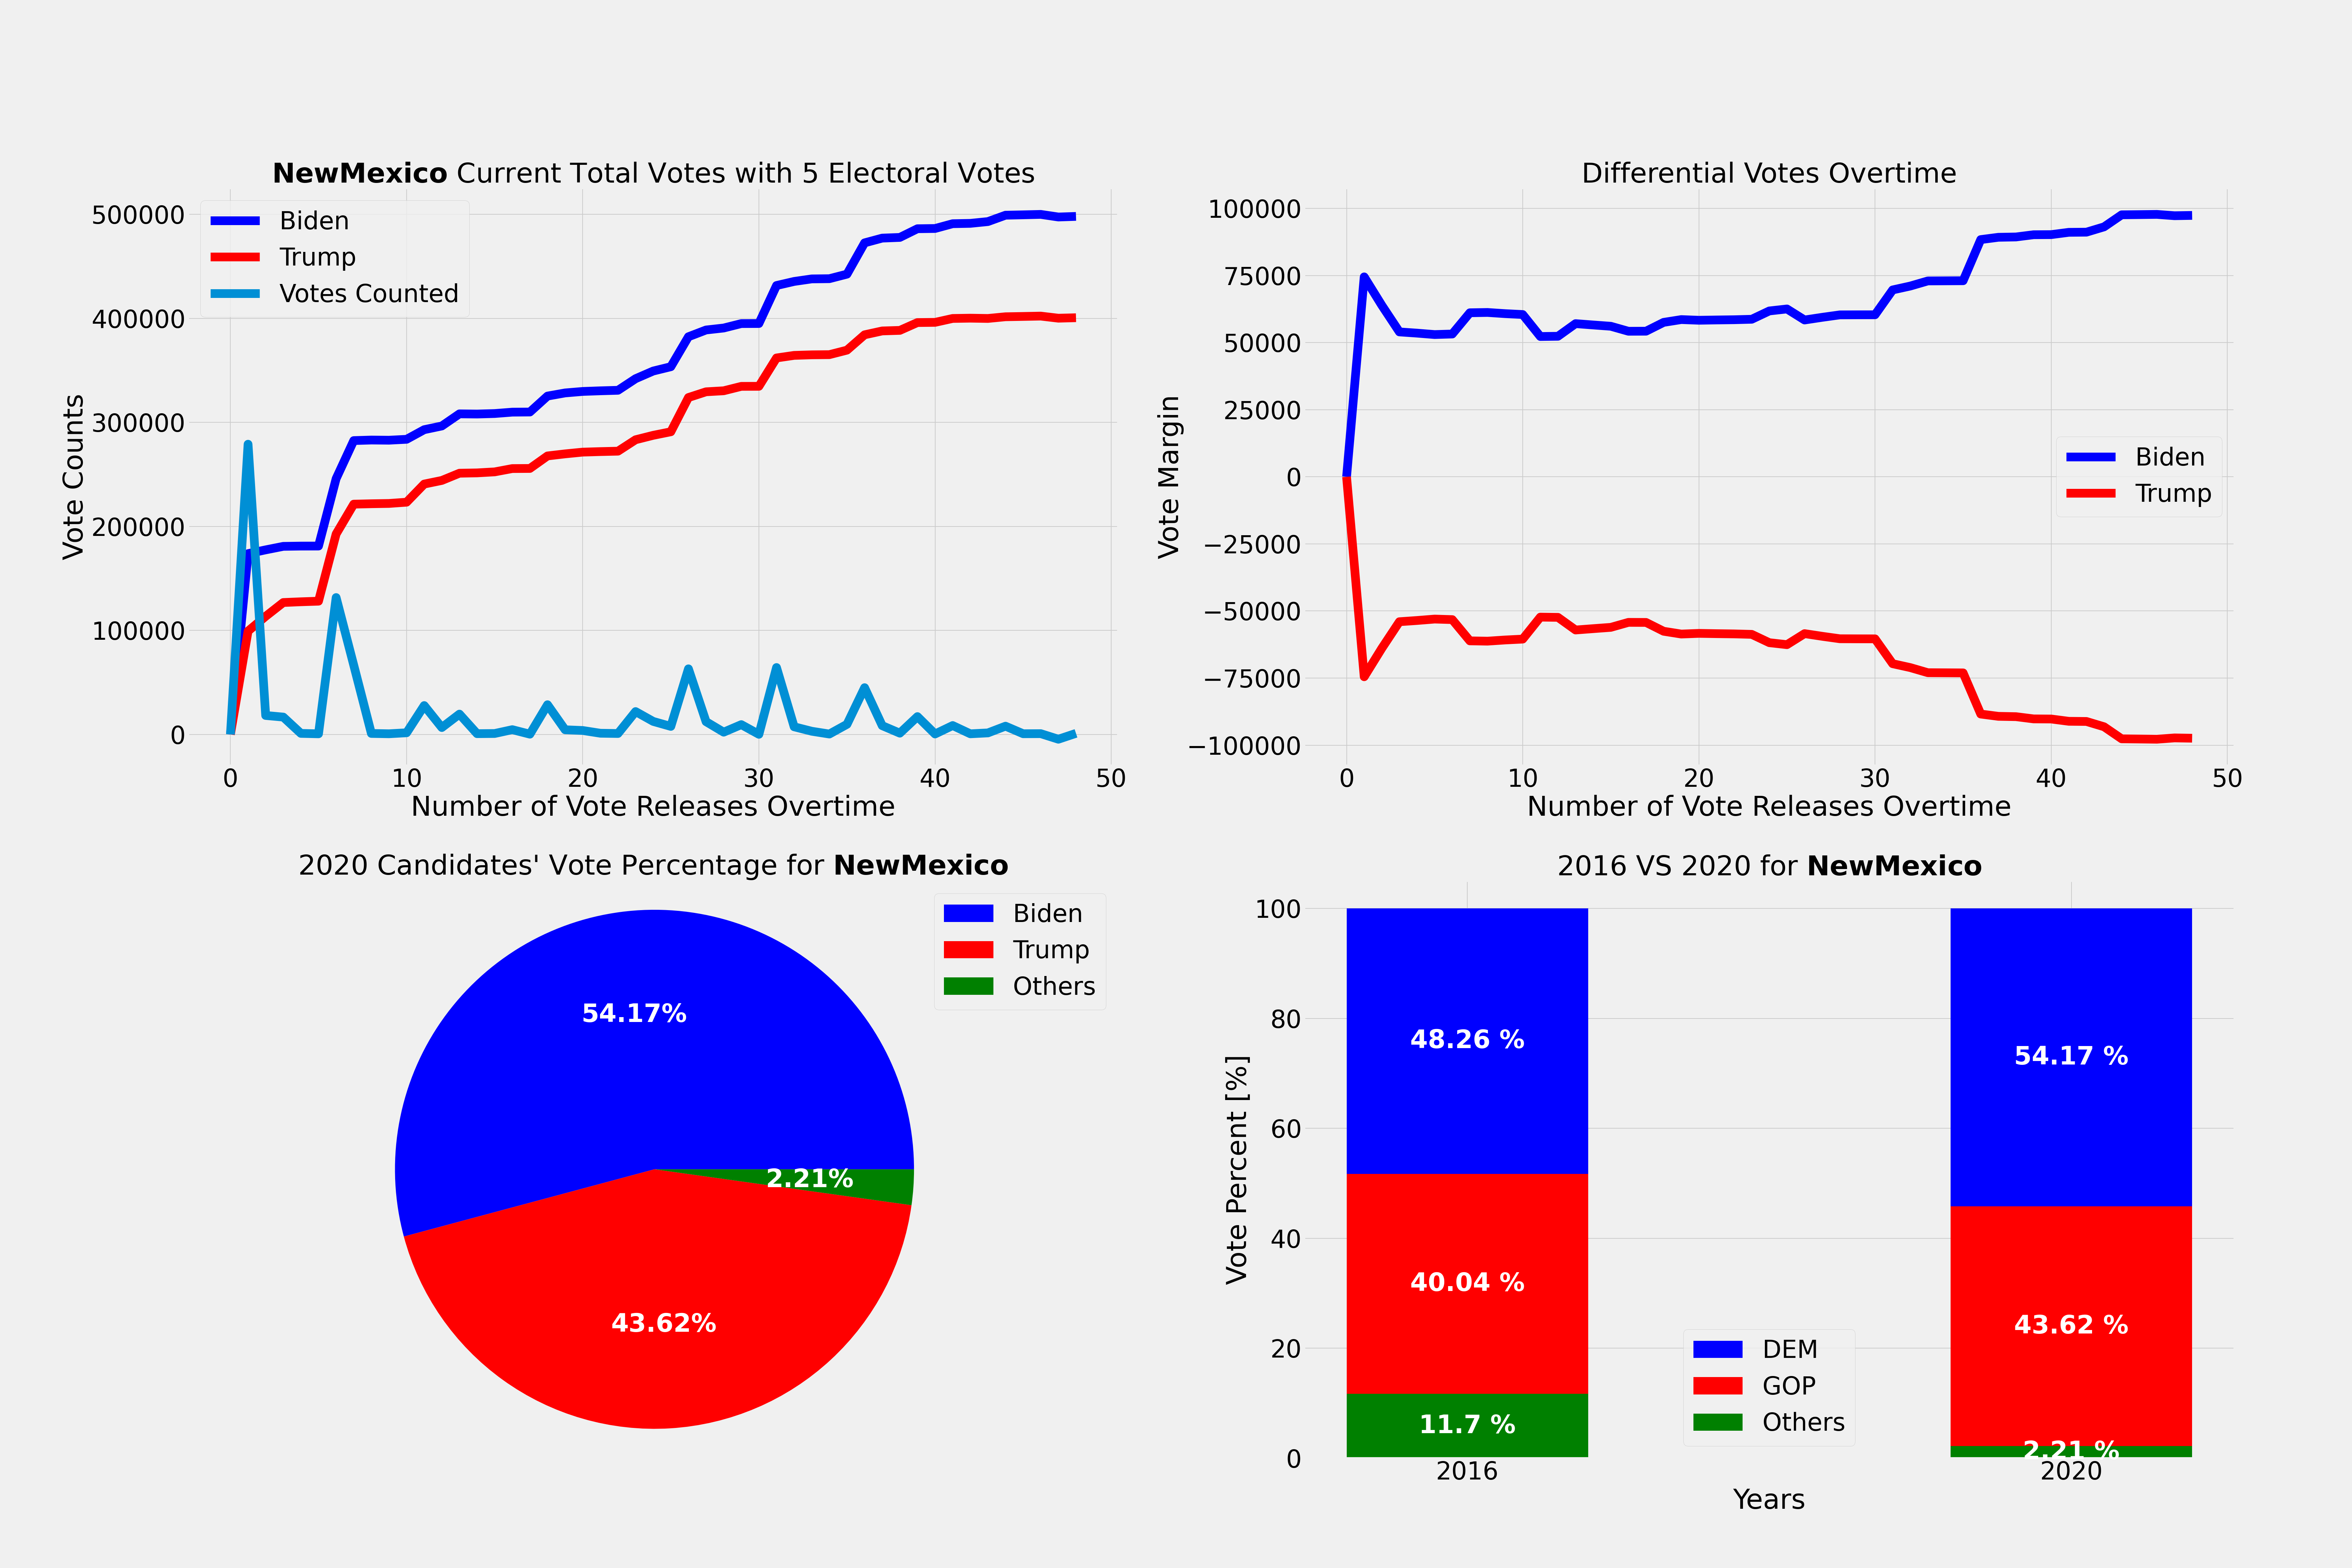 NewMexico Current Total Votes with 5 Electoral Votes
500000
400000
300000
200000
100000
0
Vote Counts
Biden
Trump
Votes Counted
0 10 20 30 40 50
Number of Vote Releases Overtime
Differential Votes Overtime
100000
75000
50000
25000
0
−25000
−50000
−75000
−100000
Vote Margin
Biden
Trump
0 10 20 30 40 50
Number of Vote Releases Overtime
2020 Candidates' Vote Percentage for NewMexico
Biden
Trump
Others
54.17%
2.21%
43.62%
2016 VS 2020 for NewMexico
100
80
60
40
20
0
Vote Percent [%]
48.26 %
40.04 %
11.7 %
54.17 %
43.62 %
2.21 %
DEM
GOP
Others
2016 2020
Years